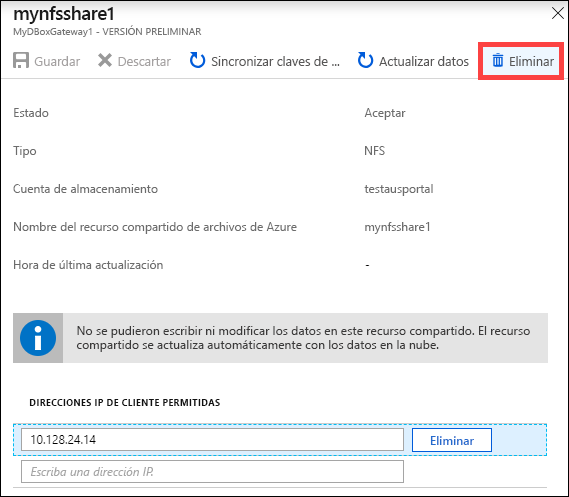 mynfsshare1
MyDBoxGateway1 - VERSIÓN PRELIMINAR
Guardar Descartar Sincronizar claves de ... Actualizar datos Eliminar
Estado Aceptar
Tipo NFS
Cuenta de almacenamiento testausportal
Nombre del recurso compartido de archivos de Azure mynfsshare1
Hora de última actualización -
No se pudieron escribir ni modificar los datos en este recurso compartido. El recurso
compartido se actualiza automáticamente con los datos en la nube.
DIRECCIONES IP DE CLIENTE PERMITIDAS
10.128.24.14 Eliminar
Escriba una dirección IP.